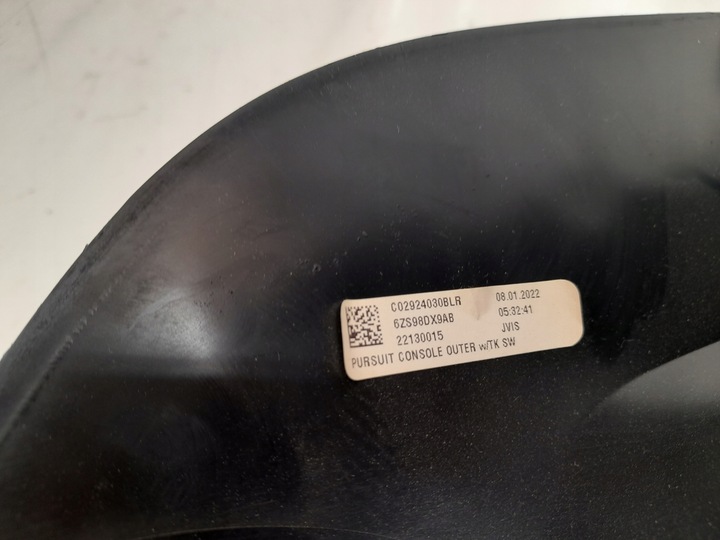 C02924030BLR 08.01.2022
6ZS98DX9AB 05:32:41
22130015 JVIS
PURSUIT CONSOLE OUTER w/TK SW